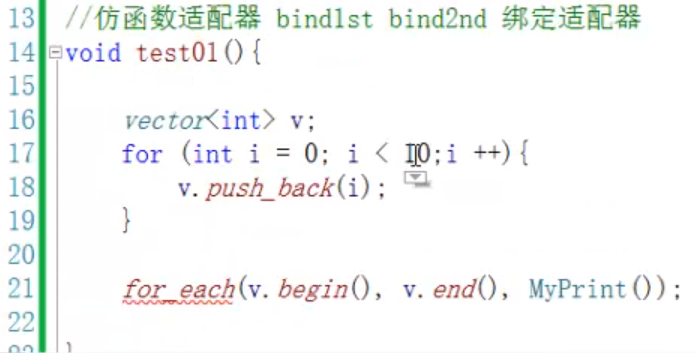 13 //仿函数适配器 bind1st bind2nd 绑定适配器
14 void test01(){
15
16 vector<int> v;
17 for (int i = 0; i < 10;i ++){
18 v.push_back(i);
19 }
20
21 for_each(v.begin(), v.end(), MyPrint());
22